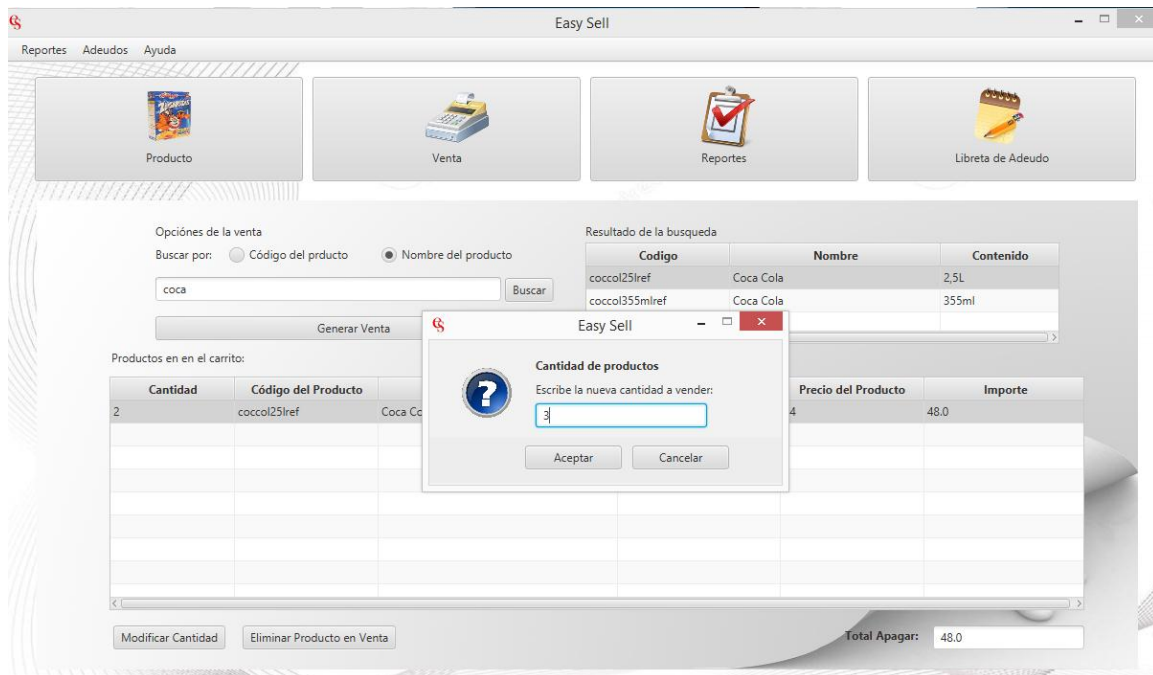 Easy Sell
Reportes Adeudos Ayuda
Producto
Venta
Reportes
Libreta de Adeudo
Opciónes de la venta
Buscar por: Código del prducto Nombre del producto
coca Buscar
Generar Venta
Resultado de la busqueda
Codigo Nombre Contenido
coccol25lref Coca Cola 2,5L
coccol355mlref Coca Cola 355ml
Productos en en el carrito:
Cantidad Código del Producto Precio del Producto Importe
2 coccol25lref Coca Co 4 48.0
Easy Sell
Cantidad de productos
Escribe la nueva cantidad a vender:
3
Aceptar Cancelar
Modificar Cantidad Eliminar Producto en Venta Total Apagar: 48.0